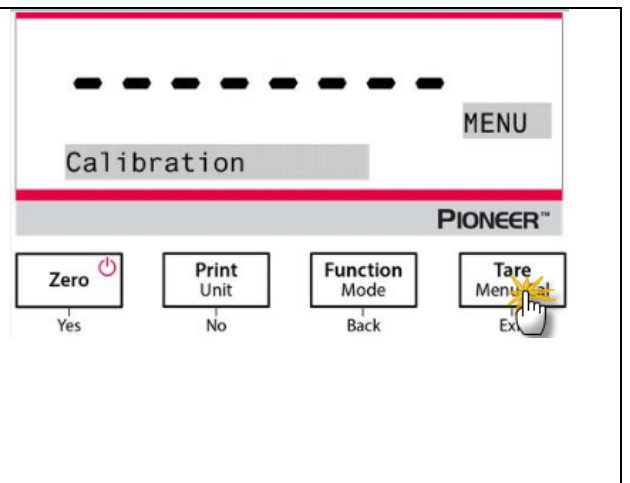 --------
MENU
Calibration
PIONEER™
Zero
Print
Unit
Function
Mode
Tare
Yes
No
Back